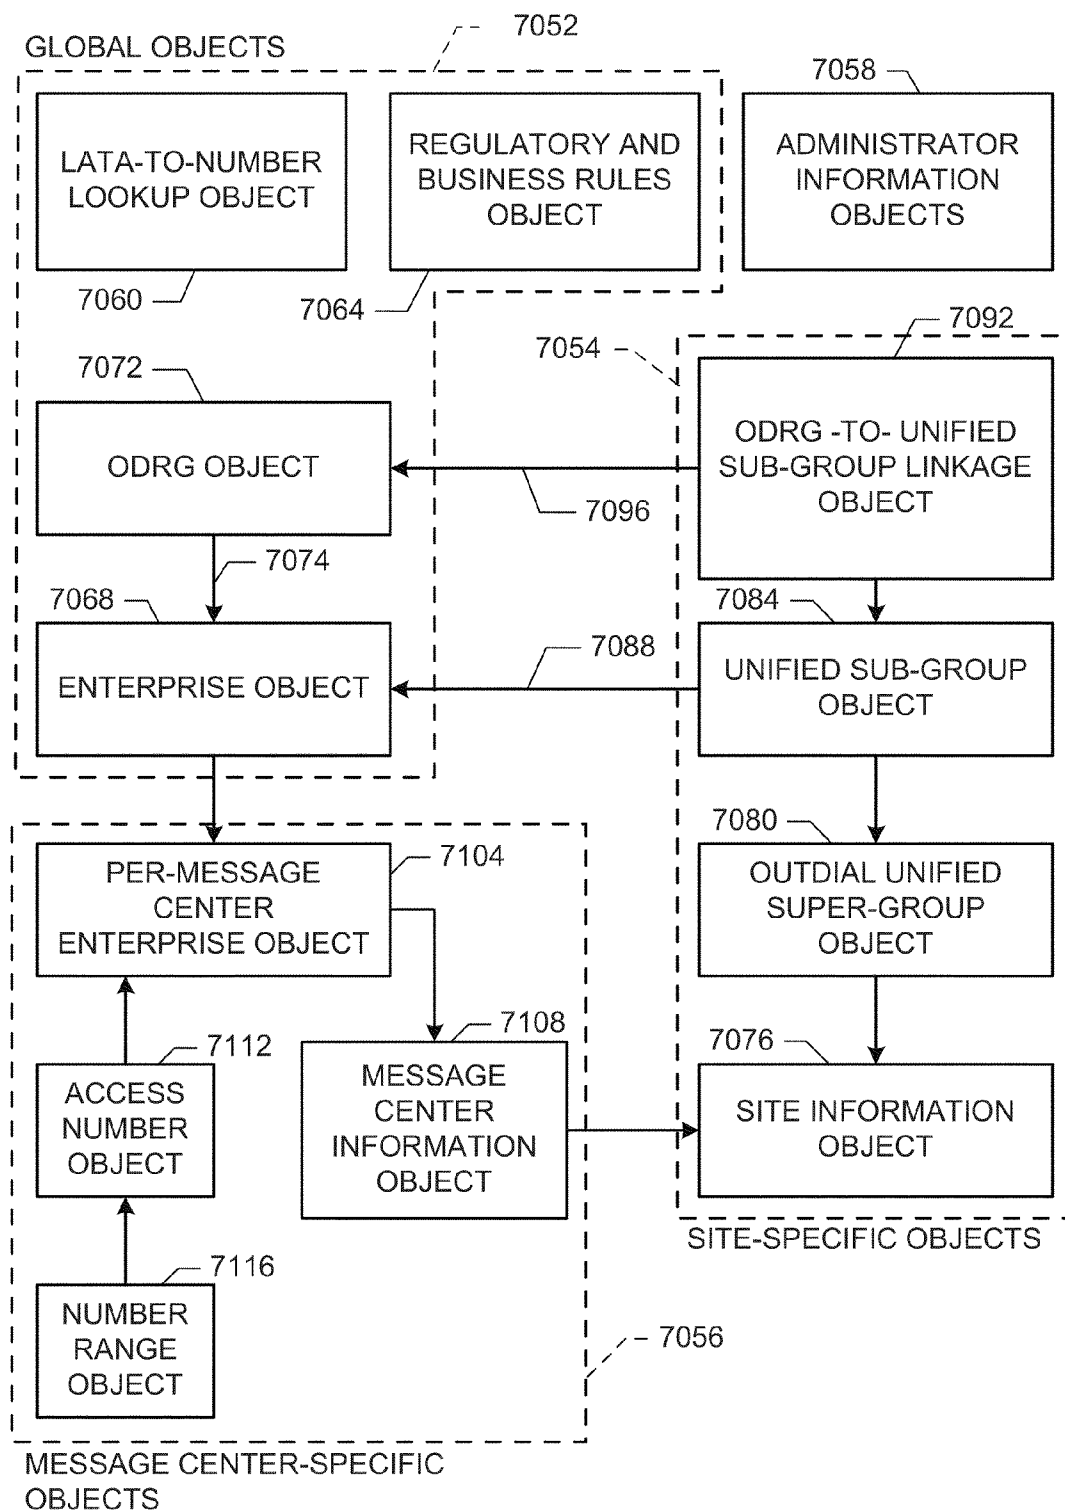 GLOBAL OBJECTS
7052
7058
LATA-TO-NUMBER
LOOKUP OBJECT
REGULATORY AND
BUSINESS RULES
OBJECT
ADMINISTRATOR
INFORMATION
OBJECTS
7060
7064
7092
7054
7072
ODRG OBJECT
ODRG -TO- UNIFIED
SUB-GROUP LINKAGE
OBJECT
7096
7074
7068
7084
ENTERPRISE OBJECT
7088
UNIFIED SUB-GROUP
OBJECT
7080
7104
PER-MESSAGE
CENTER
ENTERPRISE OBJECT
OUTDIAL UNIFIED
SUPER-GROUP
OBJECT
7108
7076
7112
ACCESS
NUMBER
OBJECT
MESSAGE
CENTER
INFORMATION
OBJECT
SITE INFORMATION
OBJECT
SITE-SPECIFIC OBJECTS
7116
NUMBER
RANGE
OBJECT
7056
MESSAGE CENTER-SPECIFIC
OBJECTS